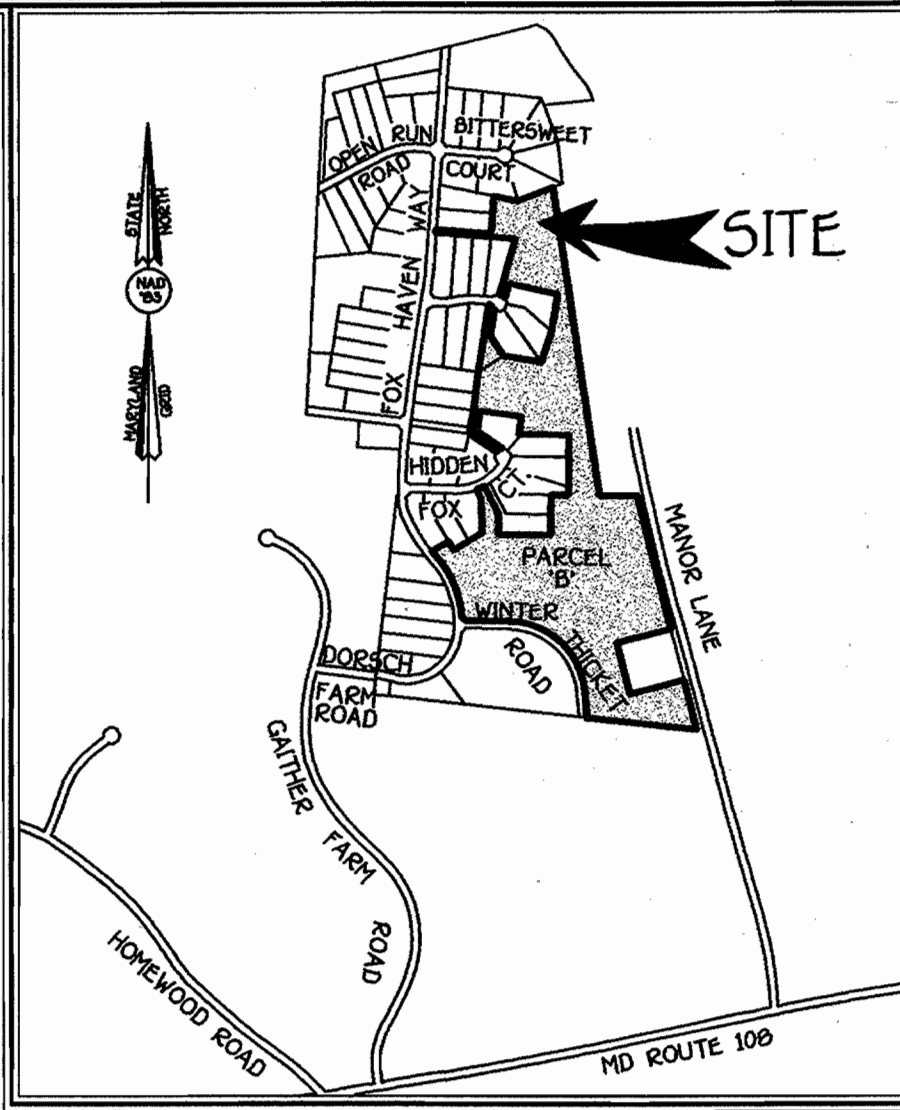 BITTERSWEET
COURT
OPEN RUN
ROAD
SITE
STATE
NORTH
NAD
'83
MARYLAND
GRID
FOX HAVEN WAY
HIDDEN
FOX
CT.
MANOR LANE
PARCEL
'B'
WINTER
THICKET
ROAD
DORSCH
FARM
ROAD
GAITHER FARM ROAD
HOMEWOOD ROAD
MD ROUTE 108